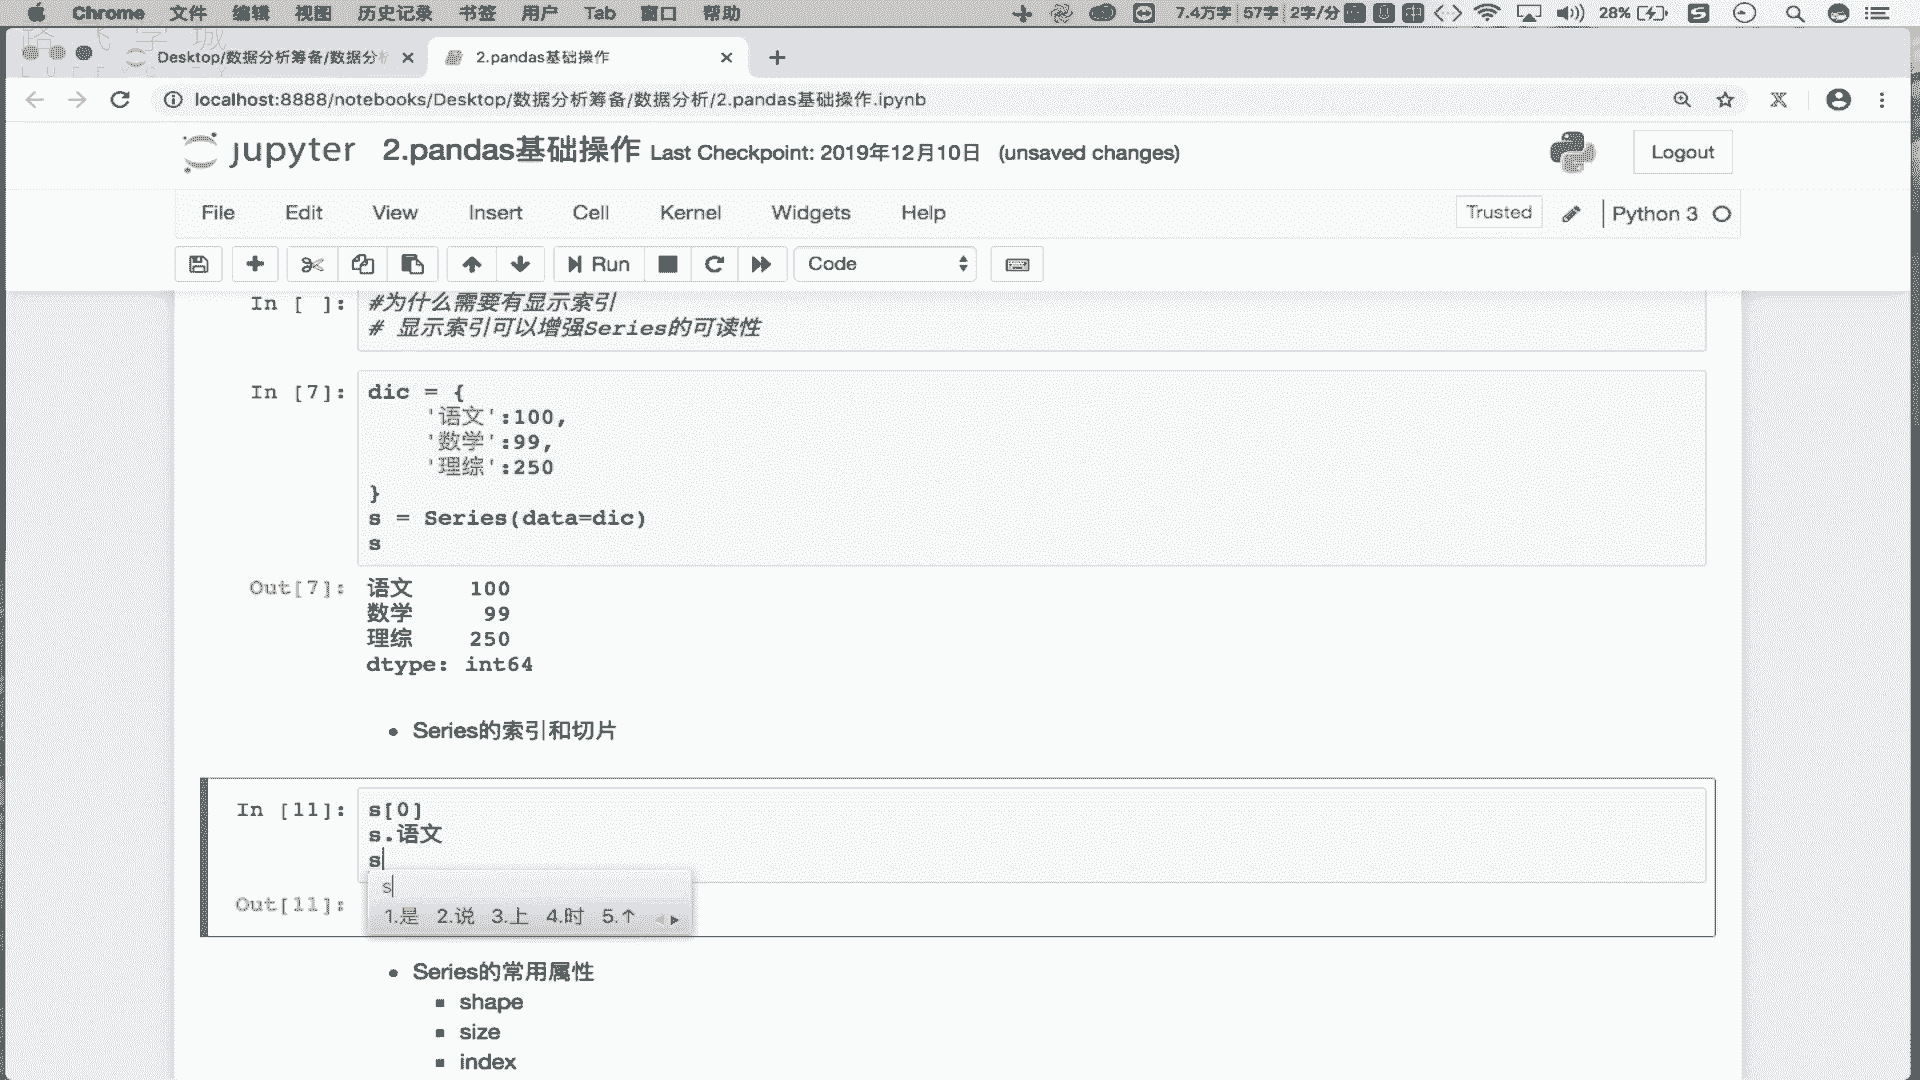 Chrome 文件 编辑 视图 历史记录 书签 用户 Tab 窗口 帮助 7.4万字 57字 2字/分 28%
Desktop/数据分析筹备/数据分析 2.pandas基础操作
localhost:8888/notebooks/Desktop/数据分析筹备/数据分析/2.pandas基础操作.ipynb
jupyter 2.pandas基础操作 Last Checkpoint: 2019年12月10日 (unsaved changes) Logout
File Edit View Insert Cell Kernel Widgets Help Trusted Python 3
Run Code
In [ ]: #为什么需要有显示索引
# 显示索引可以增强Series的可读性
In [7]: dic = {
'语文':100,
'数学':99,
'理综':250
}
s = Series(data=dic)
s
Out[7]: 语文 100
数学 99
理综 250
dtype: int64
• Series的索引和切片
In [11]: s[0]
s.语文
s
s
Out[11]: 1.是 2.说 3.上 4.时 5.↑
• Series的常用属性
▪ shape
▪ size
▪ index